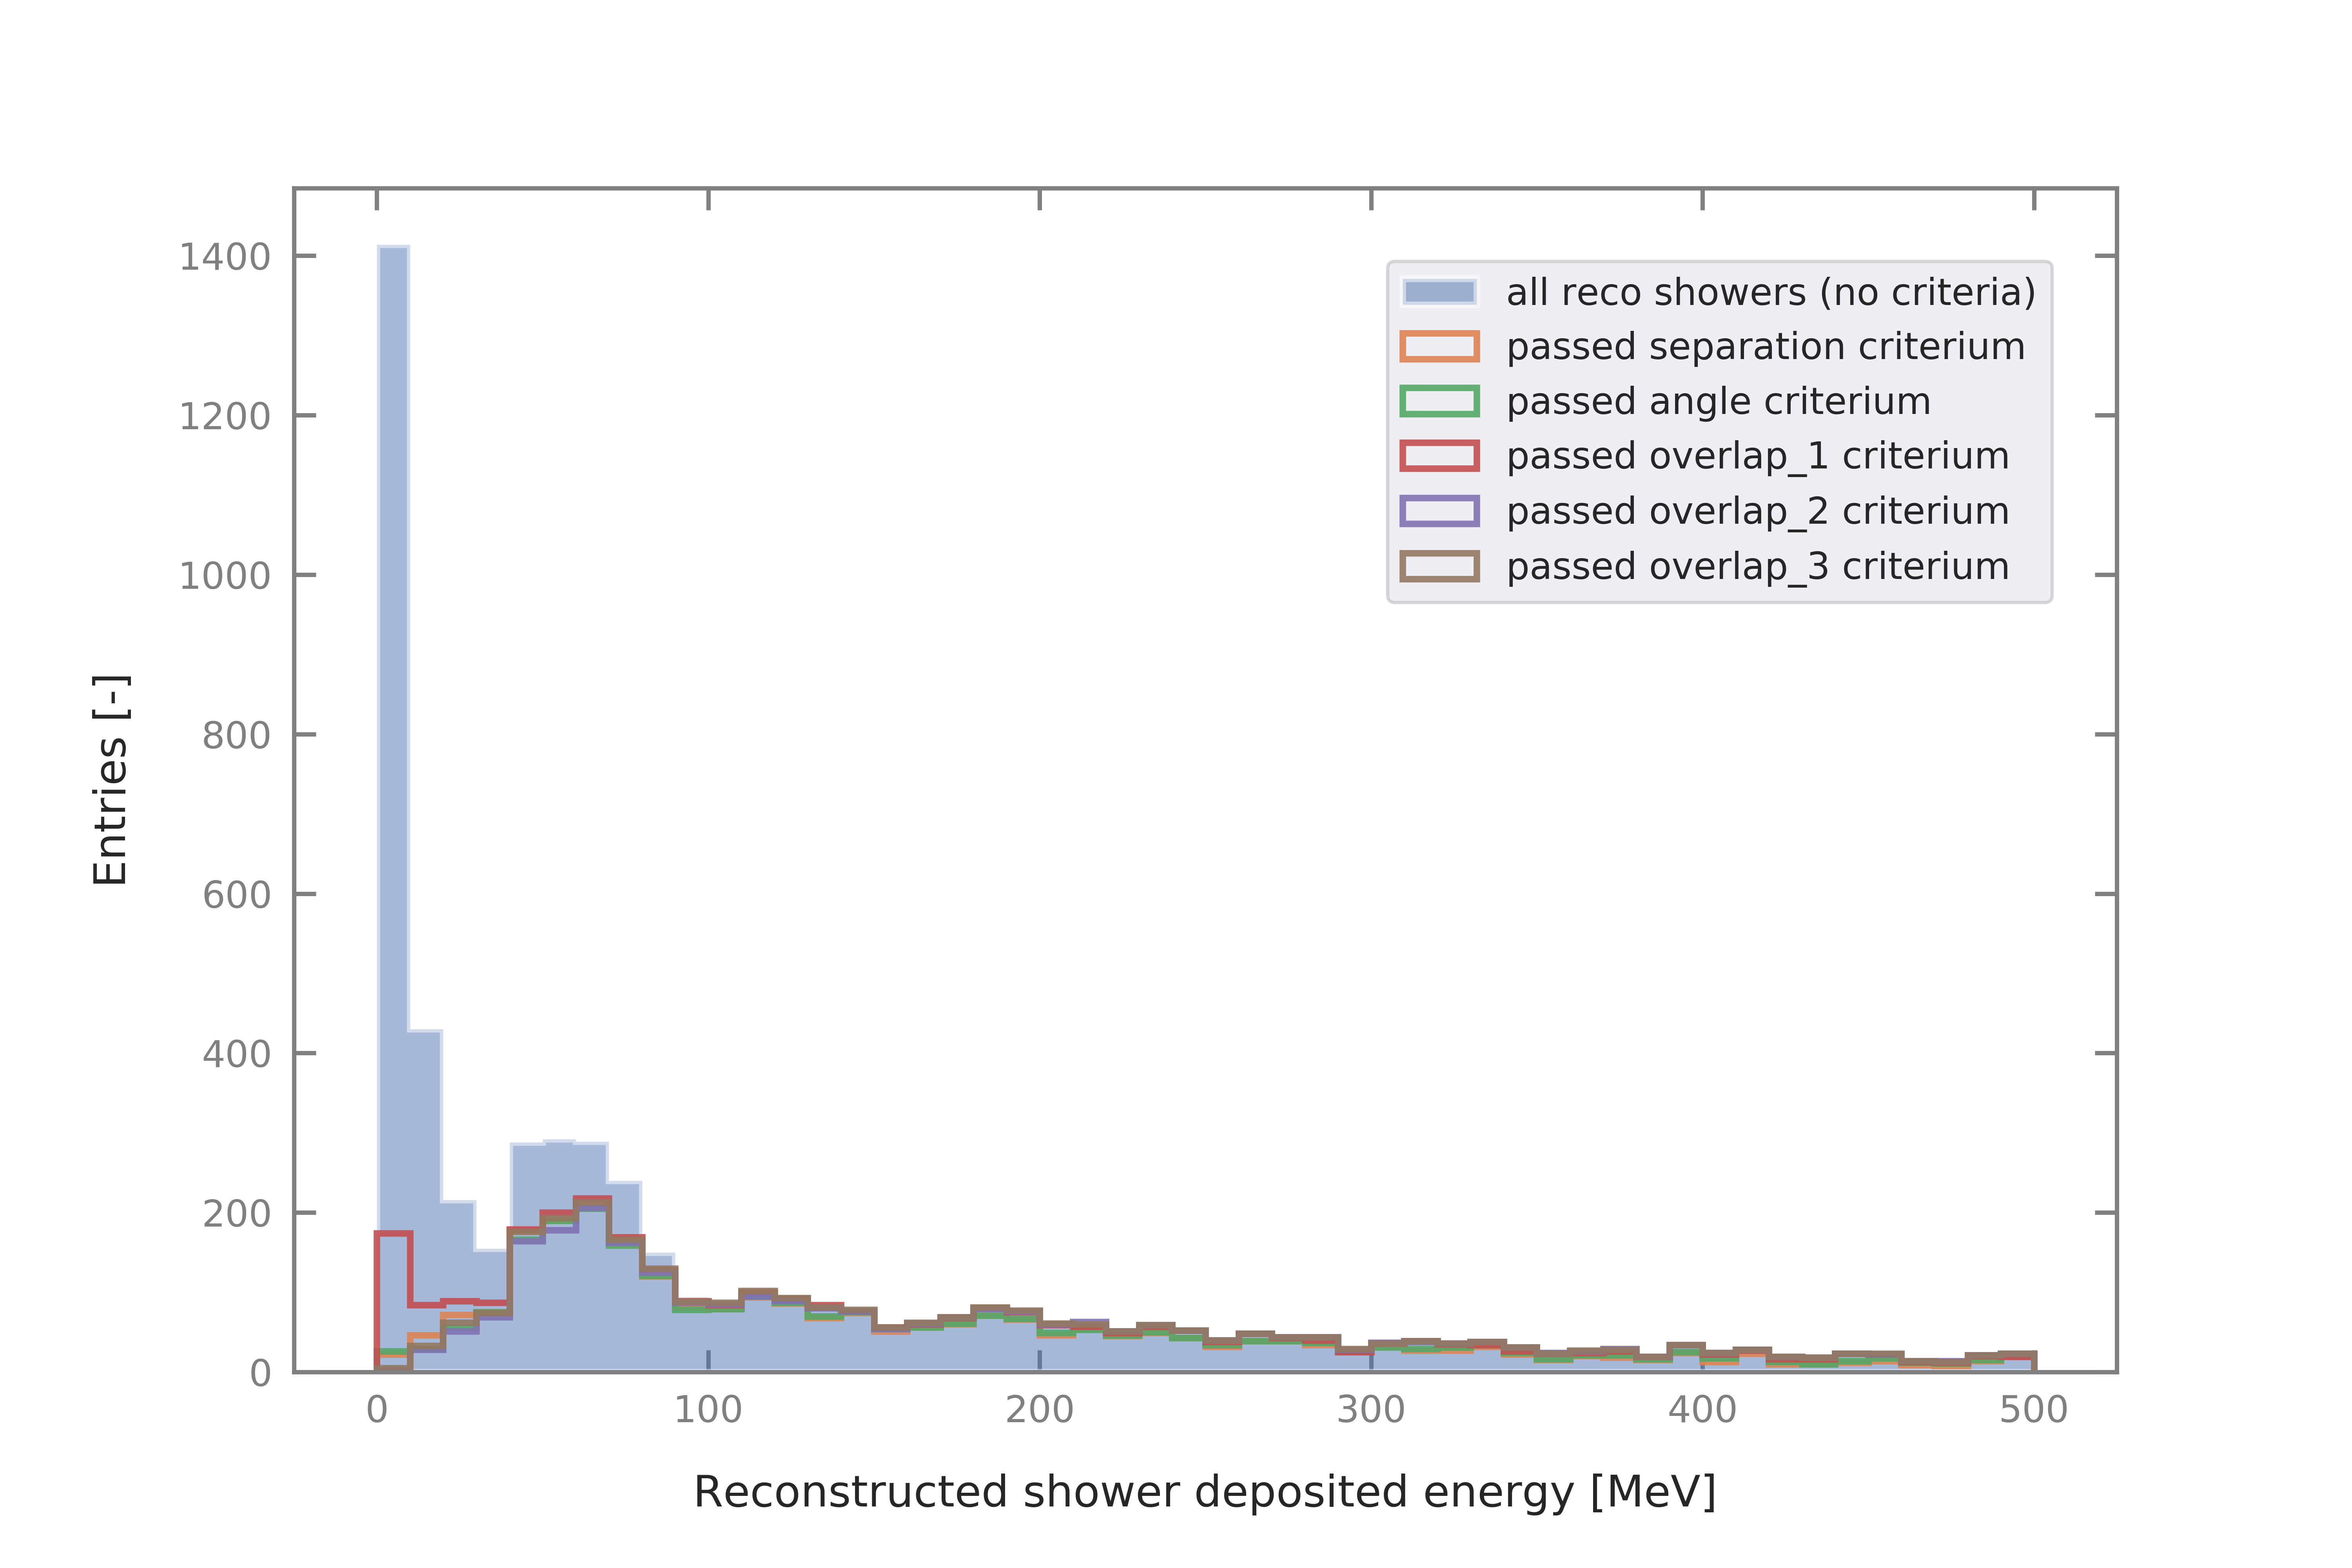 1400
1200
1000
800
600
400
200
0
Entries [-]
all reco showers (no criteria)
passed separation criterium
passed angle criterium
passed overlap_1 criterium
passed overlap_2 criterium
passed overlap_3 criterium
0 100 200 300 400 500
Reconstructed shower deposited energy [MeV]